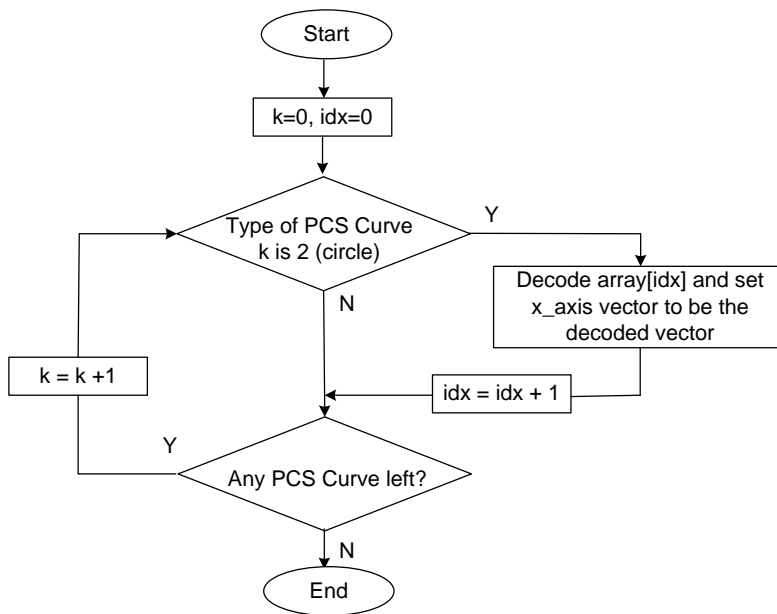 Start
k=0, idx=0
Type of PCS Curve
k is 2 (circle)
Y
N
Decode array[idx] and set
x_axis vector to be the
decoded vector
k = k +1
idx = idx + 1
Y
Any PCS Curve left?
N
End